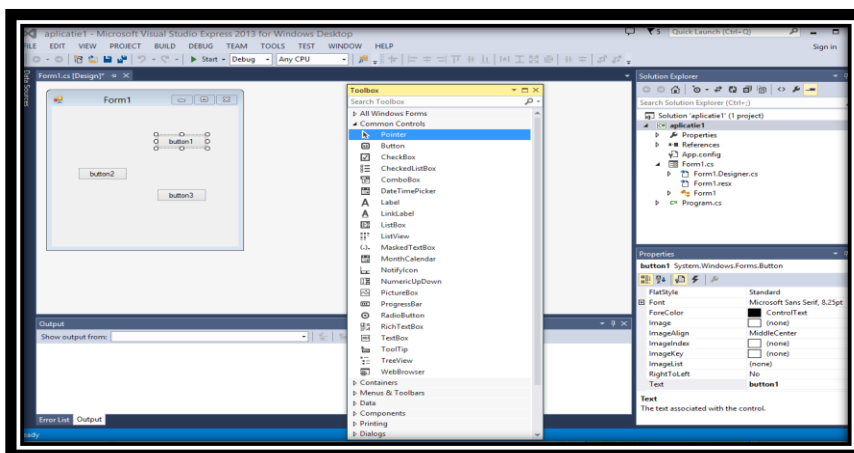 aplicatie1 - Microsoft Visual Studio Express 2013 for Windows Desktop
5 Quick Launch (Ctrl+Q)
FILE EDIT VIEW PROJECT BUILD DEBUG TEAM TOOLS TEST WINDOW HELP
Sign in
Start Debug Any CPU
Data Sources
Form1.cs [Design]*
Form1
button1
button2
button3
Output
Show output from:
Error List Output
Toolbox
Search Toolbox
All Windows Forms
Common Controls
Pointer
Button
CheckBox
CheckedListBox
ComboBox
DateTimePicker
Label
LinkLabel
ListBox
ListView
MaskedTextBox
MonthCalendar
NotifyIcon
NumericUpDown
PictureBox
ProgressBar
RadioButton
RichTextBox
TextBox
ToolTip
TreeView
WebBrowser
Containers
Menus & Toolbars
Data
Components
Printing
Dialogs
Solution Explorer
Search Solution Explorer (Ctrl+;)
Solution 'aplicatie1' (1 project)
aplicatie1
Properties
References
App.config
Form1.cs
Form1.Designer.cs
Form1.resx
Form1
Program.cs
Properties
button1 System.Windows.Forms.Button
FlatStyle Standard
Font Microsoft Sans Serif, 8.25pt
ForeColor ControlText
Image (none)
ImageAlign MiddleCenter
ImageIndex (none)
ImageKey (none)
ImageList (none)
RightToLeft No
Text button1
Text
The text associated with the control.